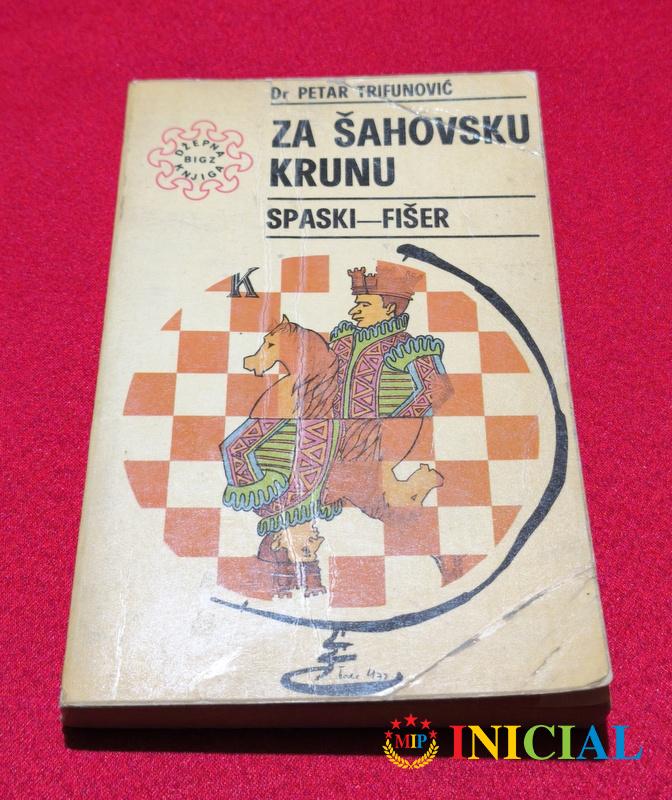 Dr PETAR TRIFUNOVIĆ
ZA ŠAHOVSKU
KRUNU
SPASKI—FIŠER
DŽEPNA
BIGZ
KNJIGA
K
MIP
INICIAL